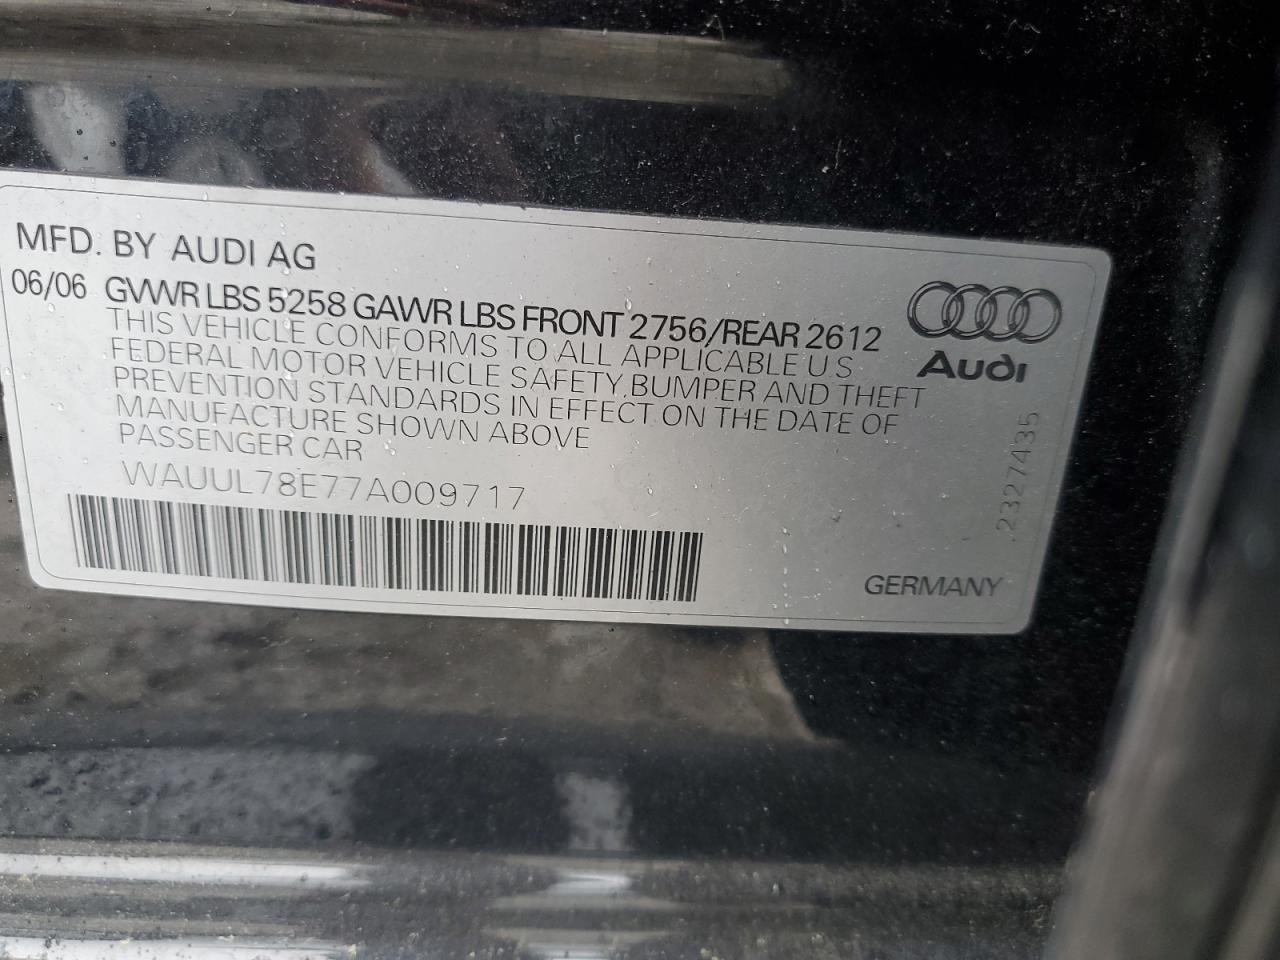 MFD. BY AUDI AG
06/06 GVWR LBS 5258 GAWR LBS FRONT 2756/REAR 2612
THIS VEHICLE CONFORMS TO ALL APPLICABLE U S
FEDERAL MOTOR VEHICLE SAFETY, BUMPER AND THEFT
PREVENTION STANDARDS IN EFFECT ON THE DATE OF
MANUFACTURE SHOWN ABOVE
PASSENGER CAR
WAUUL78E77A009717
Audi
2327435
GERMANY